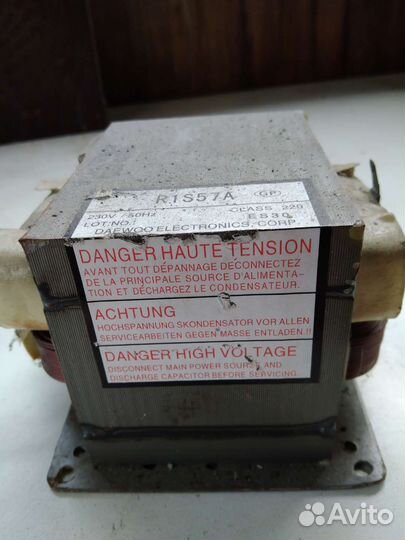 R1S57A GP
230V / 50Hz CLASS 220
LOT NO.: ES30
DAEWOO ELECTRONICS, CORP
DANGER HAUTE TENSION
AVANT TOUT DÉPANNAGE DÉCONNECTEZ
DE LA PRINCIPALE SOURCE D'ALIMENTA-
TION ET DÉCHARGEZ LE CONDENSATEUR.
ACHTUNG
HOCHSPANNUNG SKONDENSATOR VOR ALLEN
SERVICEARBEITEN GEGEN MASSE ENTLADEN.!!
DANGER HIGH VOLTAGE
DISCONNECT MAIN POWER SOURCE AND
DISCHARGE CAPACITOR BEFORE SERVICING.
Avito